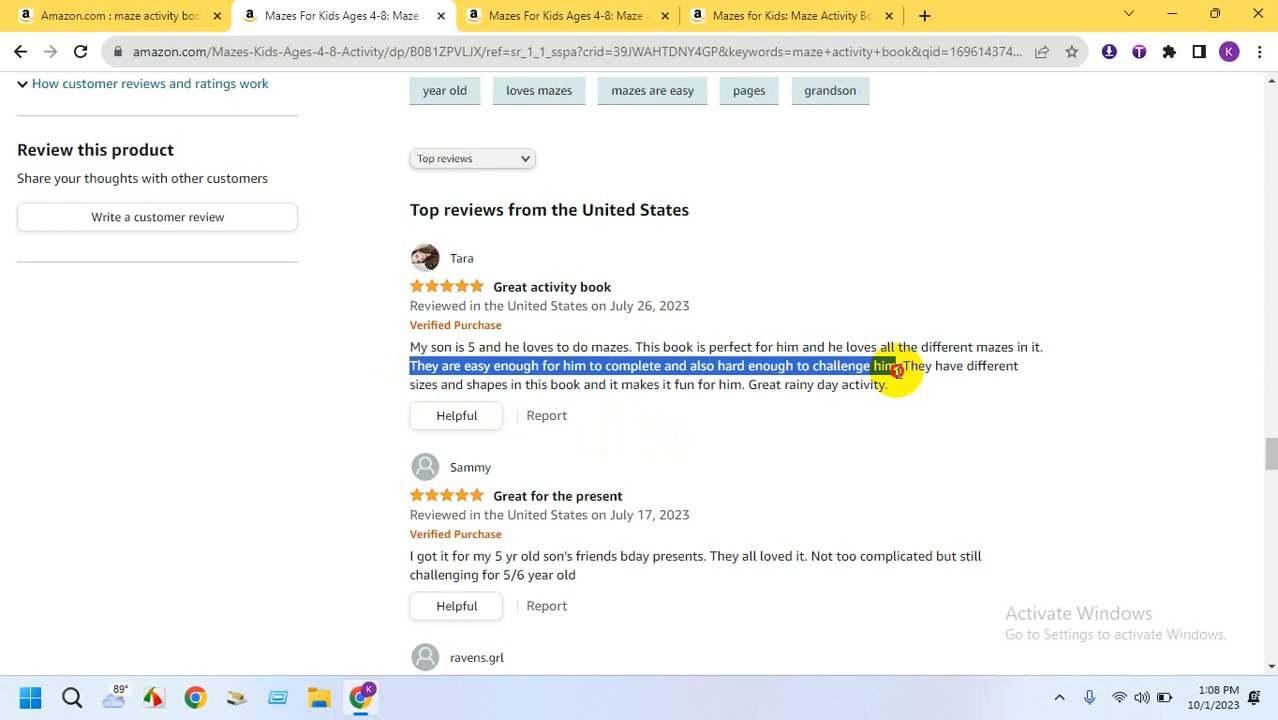 Amazon.com : maze activity boo
Mazes For Kids Ages 4-8: Maze
Mazes For Kids Ages 4-8: Maze
Mazes for Kids: Maze Activity Bo
amazon.com/Mazes-Kids-Ages-4-8-Activity/dp/B0B1ZPVLJX/ref=sr_1_1_sspa?crid=39JWAHTDNY4GP&keywords=maze+activity+book&qid=169614374...
T
K
How customer reviews and ratings work
year old
loves mazes
mazes are easy
pages
grandson
Review this product
Share your thoughts with other customers
Write a customer review
Top reviews
Top reviews from the United States
Tara
Great activity book
Reviewed in the United States on July 26, 2023
Verified Purchase
My son is 5 and he loves to do mazes. This book is perfect for him and he loves all the different mazes in it.
They are easy enough for him to complete and also hard enough to challenge him. They have different
sizes and shapes in this book and it makes it fun for him. Great rainy day activity.
Helpful
Report
Sammy
Great for the present
Reviewed in the United States on July 17, 2023
Verified Purchase
I got it for my 5 yr old son's friends bday presents. They all loved it. Not too complicated but still
challenging for 5/6 year old
Helpful
Report
ravens.grl
Activate Windows
Go to Settings to activate Windows.
89°
K
1:08 PM
10/1/2023